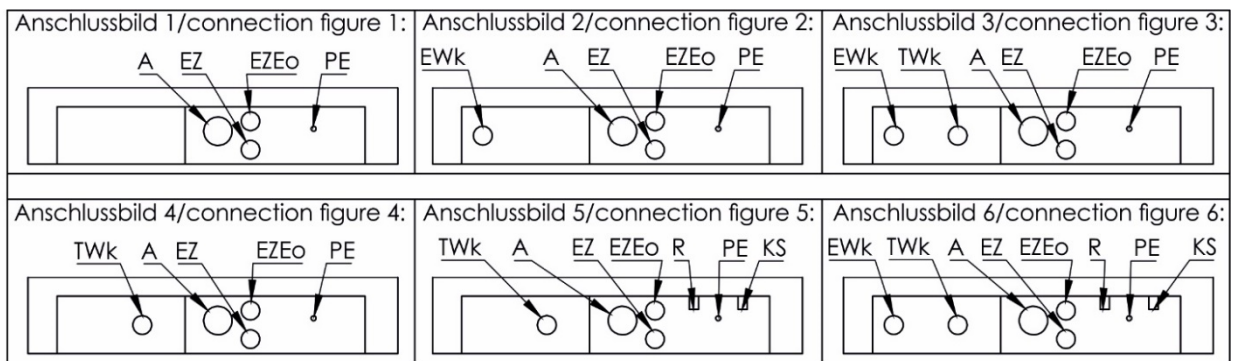 Anschlussbild 1/connection figure 1:
A EZ EZEo PE
Anschlussbild 2/connection figure 2:
EWk A EZ EZEo PE
Anschlussbild 3/connection figure 3:
EWk TWk A EZ EZEo PE
Anschlussbild 4/connection figure 4:
TWk A EZ EZEo PE
Anschlussbild 5/connection figure 5:
TWk A EZ EZEo R PE KS
Anschlussbild 6/connection figure 6:
EWk TWk A EZ EZEo R PE KS